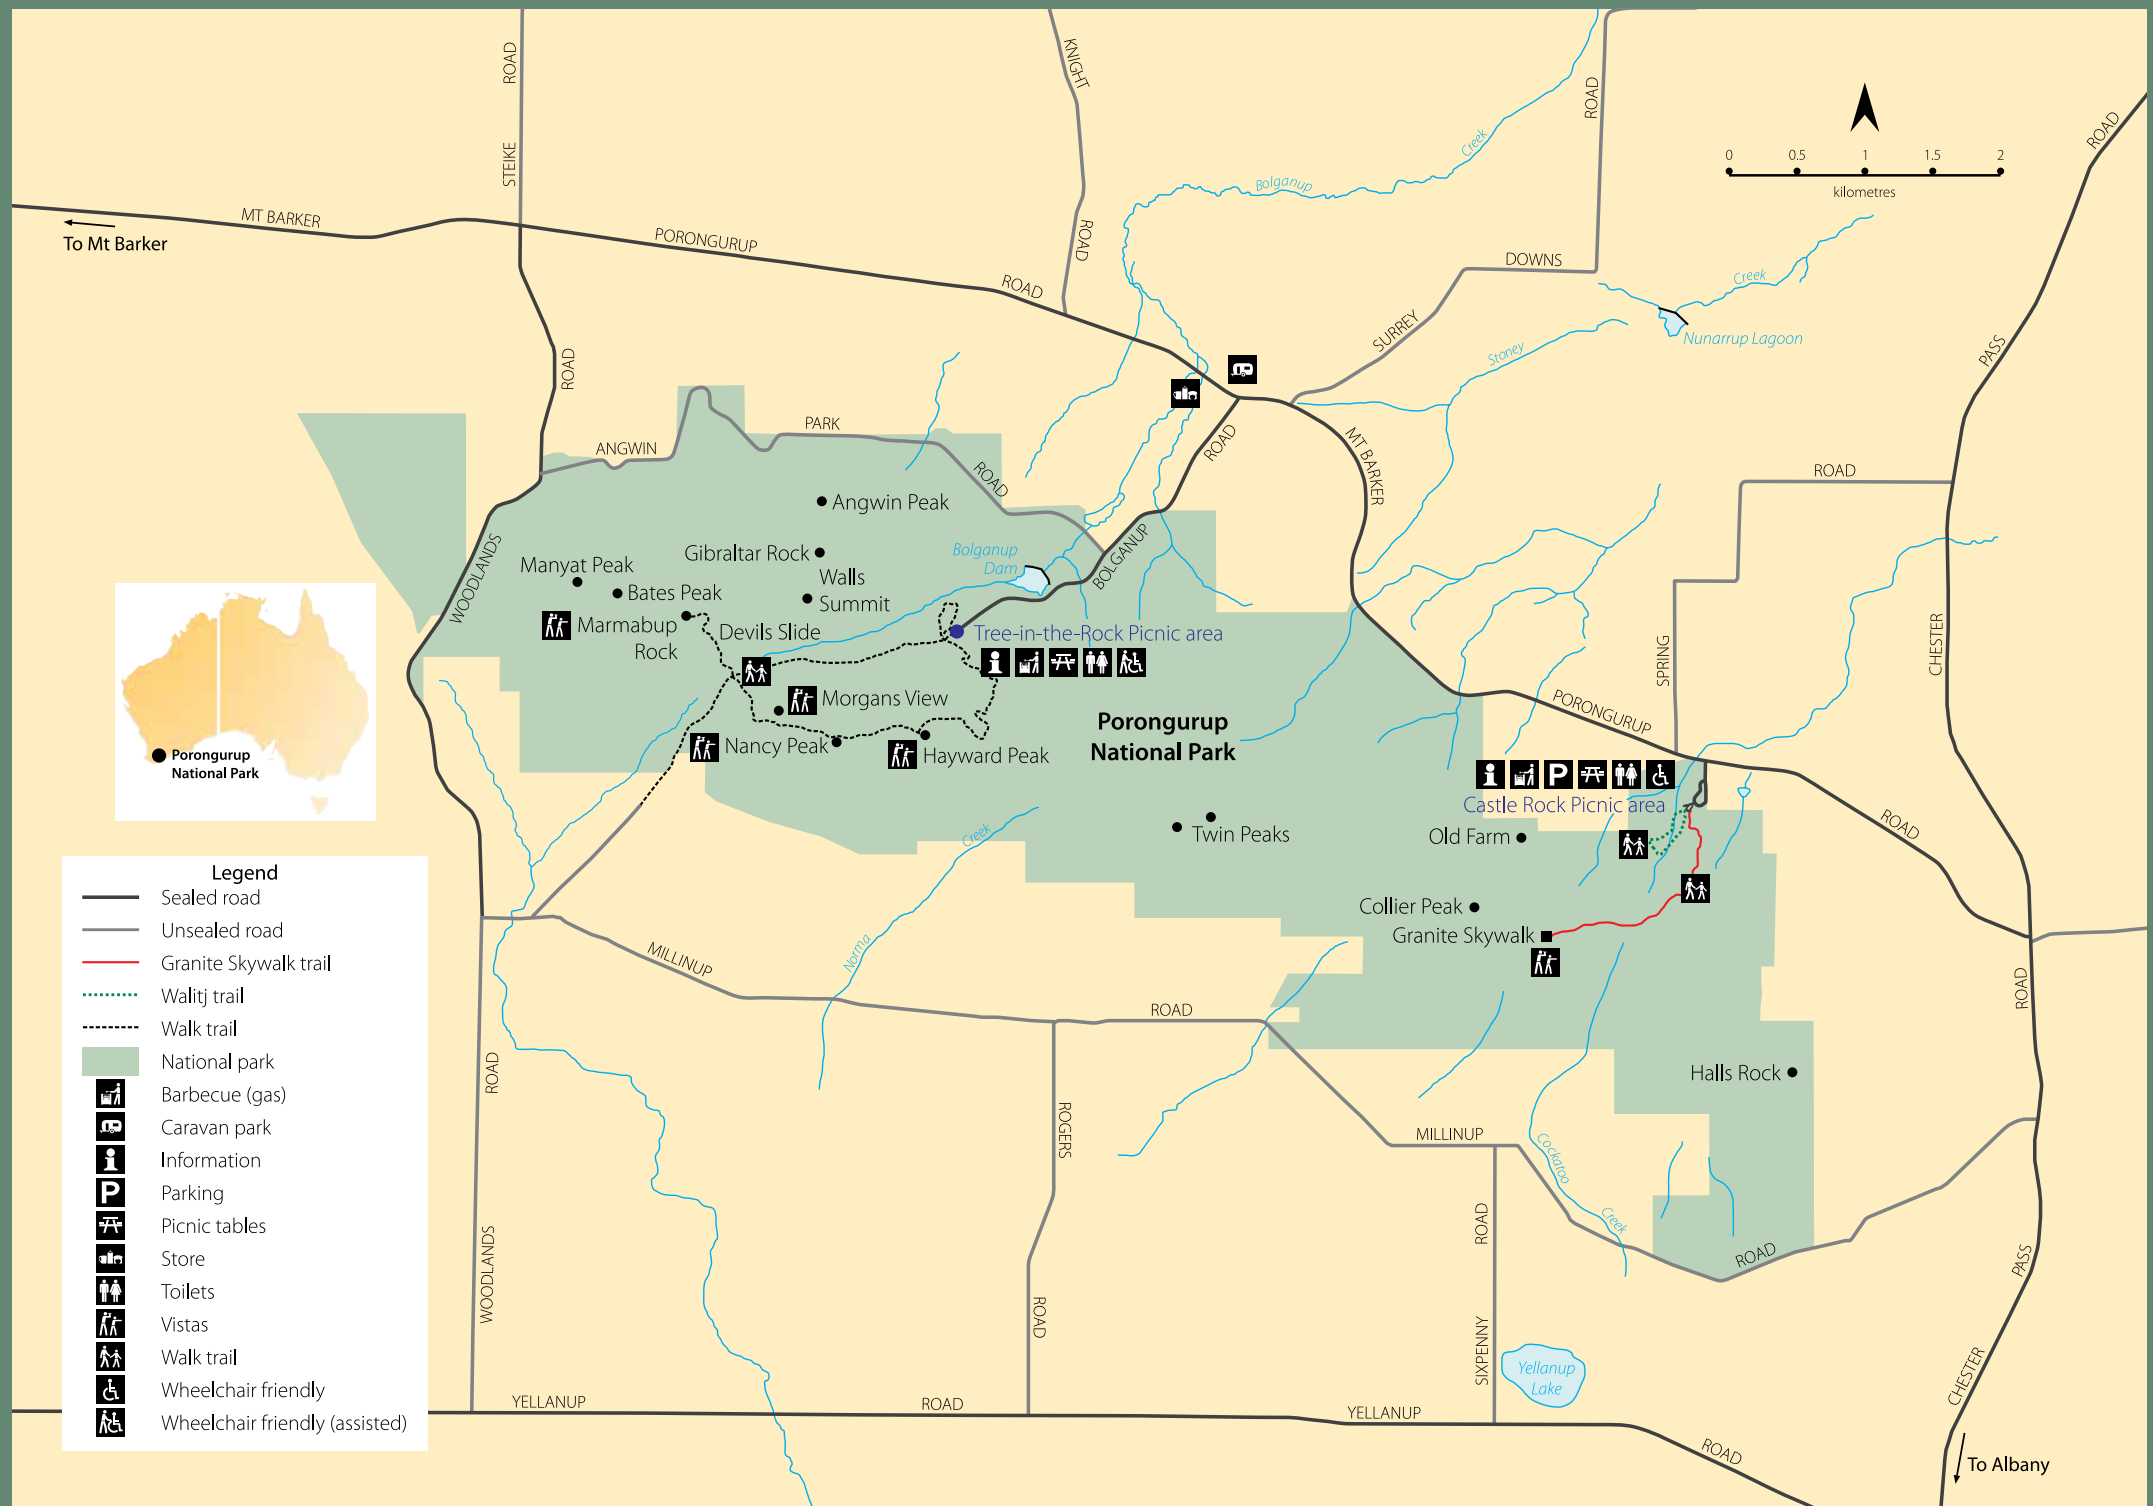 STEIKE
ROAD
KNIGHT
ROAD
ROAD
ROAD
To Mt Barker
MT BARKER
PORONGURUP
ROAD
Bolganup
Creek
0
0.5
1
1.5
2
kilometres
DOWNS
SURREY
Creek
Nunarrup Lagoon
Stoney
PASS
ROAD
ANGWIN
PARK
ROAD
ROAD
MT BARKER
ROAD
Angwin Peak
Gibraltar Rock
Walls
Summit
Manyat Peak
Bates Peak
Marmabup
Rock
Devils Slide
Bolganup
Dam
BOLGANUP
WOODLANDS
Tree-in-the-Rock Picnic area
Morgans View
Nancy Peak
Hayward Peak
Porongurup
National Park
SPRING
CHESTER
PORONGURUP
Porongurup
National Park
P
Castle Rock Picnic area
Twin Peaks
Old Farm
ROAD
Creek
Norma
Collier Peak
Granite Skywalk
MILLINUP
ROAD
ROAD
Halls Rock
ROAD
ROGERS
MILLINUP
Cockatoo
Creek
ROAD
ROAD
PASS
WOODLANDS
ROAD
SIXPENNY
Yellanup
Lake
YELLANUP
ROAD
YELLANUP
ROAD
CHESTER
To Albany
Legend
Sealed road
Unsealed road
Granite Skywalk trail
Walitj trail
Walk trail
National park
Barbecue (gas)
Caravan park
Information
P
Parking
Picnic tables
Store
Toilets
Vistas
Walk trail
Wheelchair friendly
Wheelchair friendly (assisted)